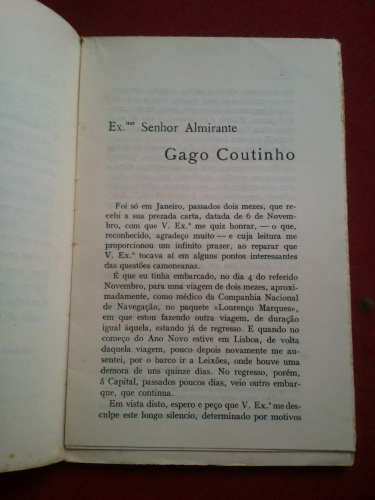 Ex.mo Senhor Almirante
Gago Coutinho
Foi só em Janeiro, passados dois mezes, que re-
cebi a sua prezada carta, datada de 6 de Novem-
bro, com que V. Ex.ª me quiz honrar, — o que,
reconhecido, agradeço muito — e cuja leitura me
proporcionou um infinito prazer, ao reparar que
V. Ex.ª tocava aí em alguns pontos interessantes
das questões camoneanas.
É que eu tinha embarcado, no dia 4 do referido
Novembro, para uma viagem de dois mezes, aproxi-
madamente, como médico da Companhia Nacional
de Navegação, no paquete «Lourenço Marques»,
em que estou fazendo outra viagem, de duração
igual áquela, estando já de regresso. E quando no
começo do Ano Novo estive em Lisboa, de volta
daquela viagem, pouco depois novamente me au-
sentei, por o barco ir a Leixões, onde houve uma
demora de uns quinze dias. No regresso, porém,
á Capital, passados poucos dias, veio outro embar-
que, que continua.
Em vista disto, espero e peço que V. Ex.ª me des-
culpe este longo silencio, determinado por motivos